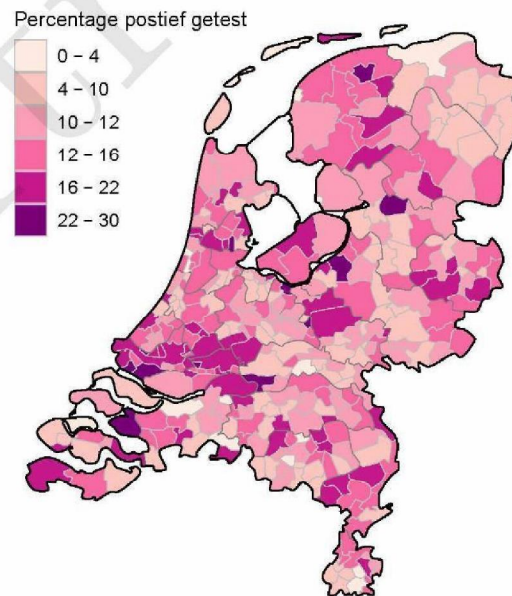 Percentage postief getest
0 – 4
4 – 10
10 – 12
12 – 16
16 – 22
22 – 30